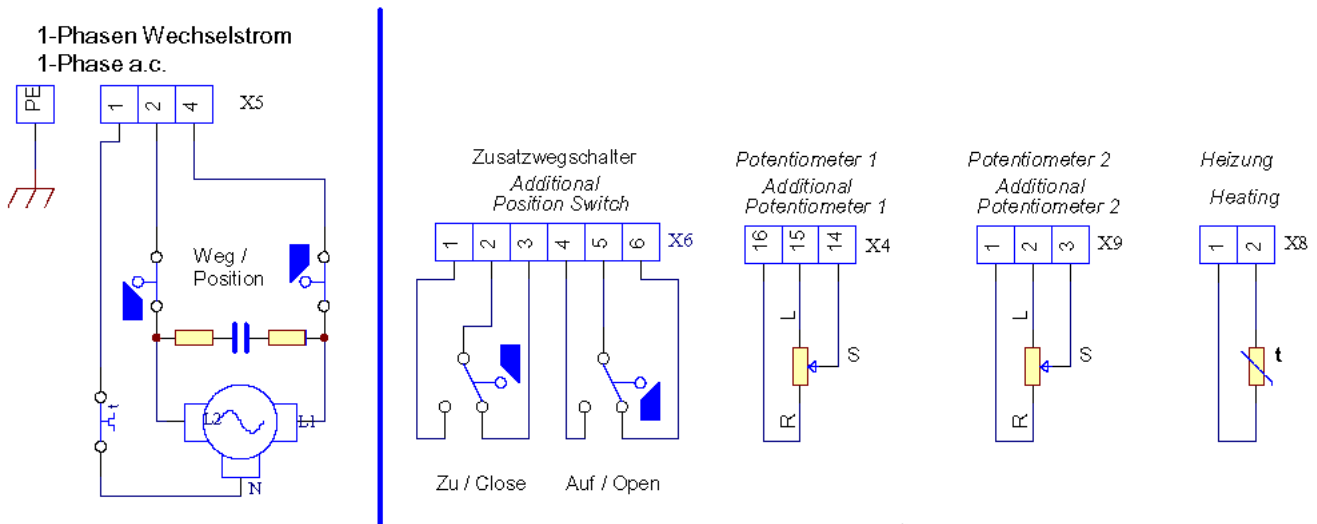 1-Phasen Wechselstrom
1-Phase a.c.
PE
1 2 4 X5
Weg /
Position
t
L2 L1
N
Zusatzwegschalter
Additional
Position Switch
1 2 3 4 5 6 X6
Zu / Close Auf / Open
Potentiometer 1
Additional
Potentiometer 1
16 15 14 X4
L
S
R
Potentiometer 2
Additional
Potentiometer 2
1 2 3 X9
L
S
R
Heizung
Heating
1 2 X8
t